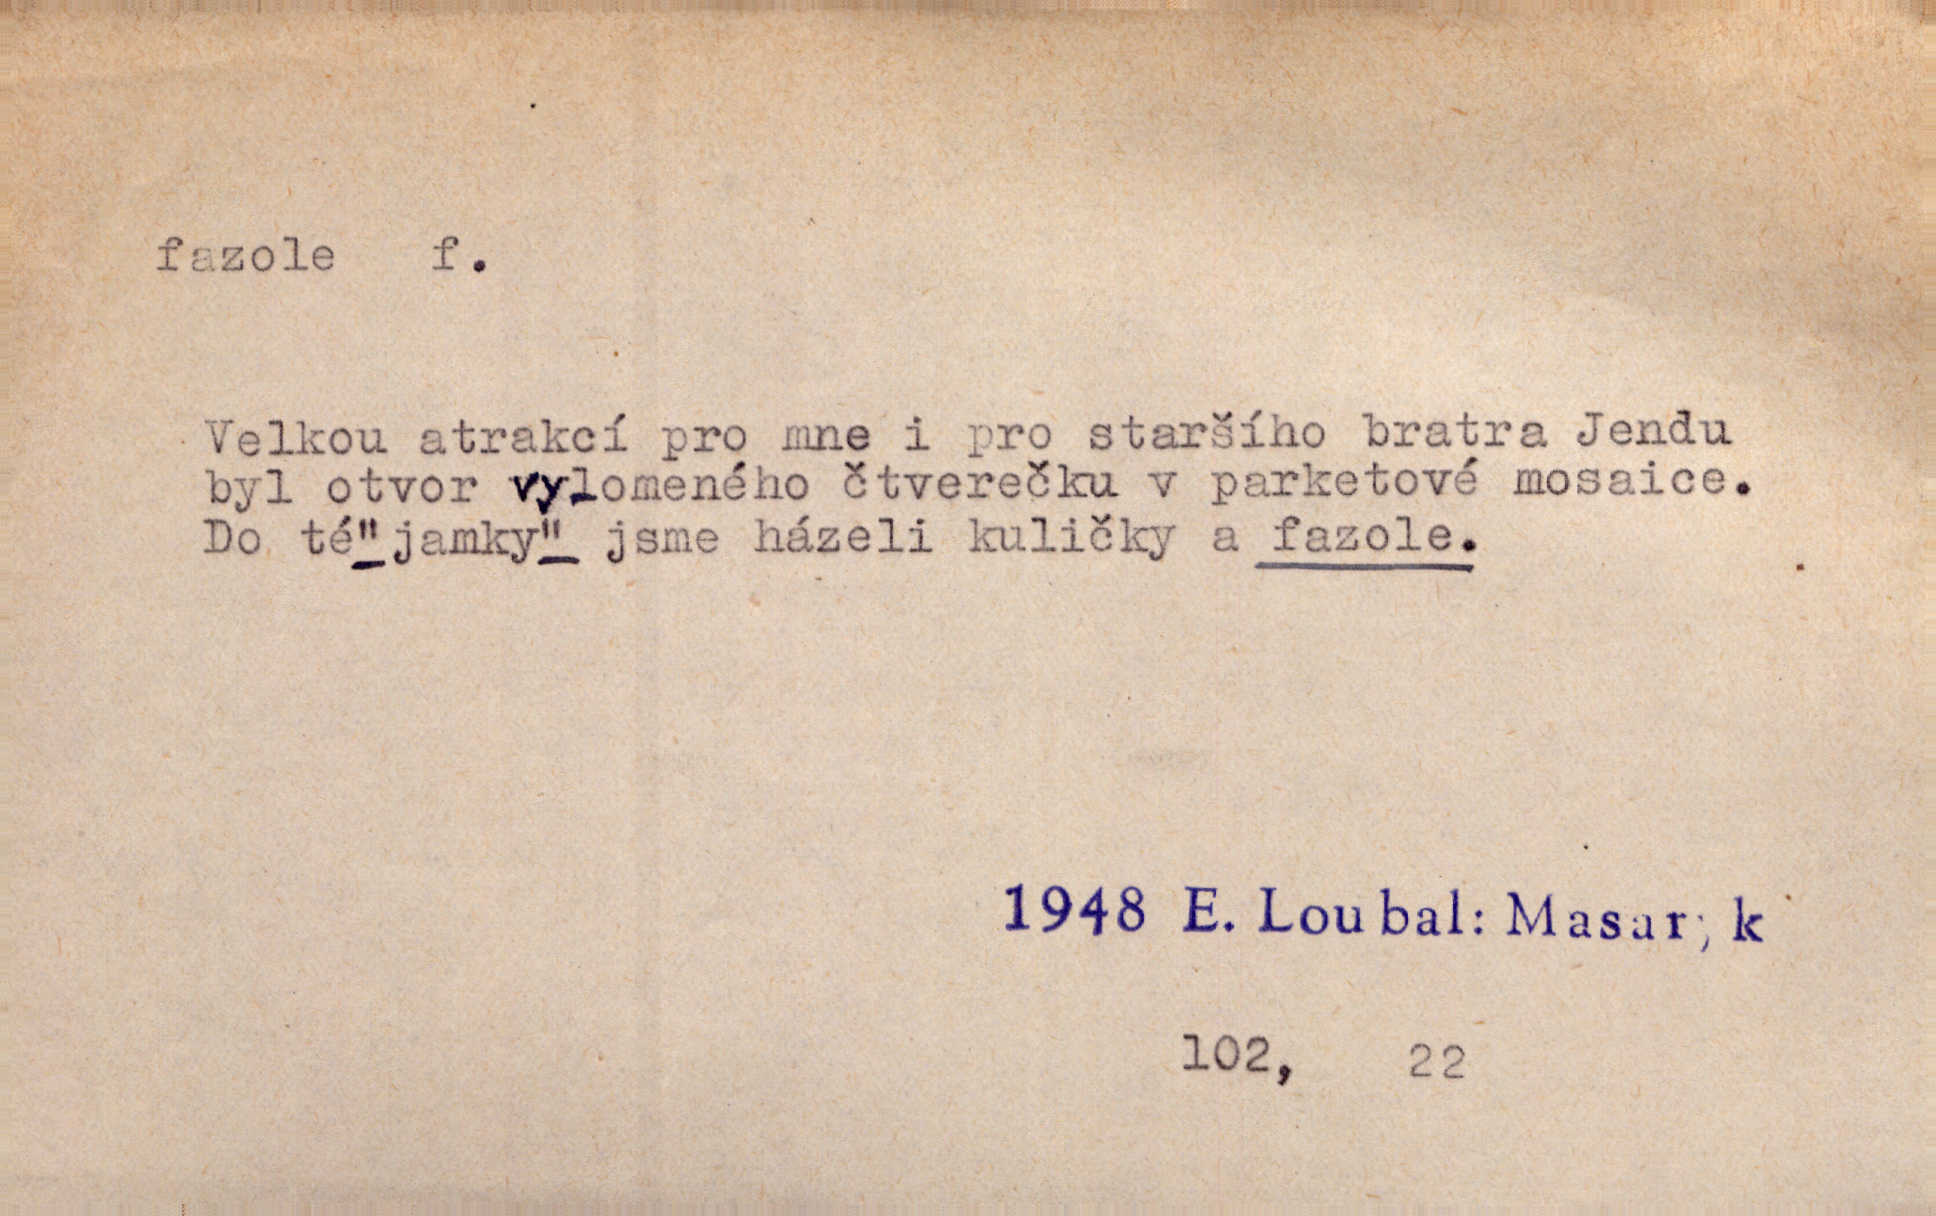 fazole f.
Velkou atrakcí pro mne i pro staršího bratra Jendu
byl otvor vylomeného čtverečku v parketové mosaice.
Do té"jamky" jsme házeli kuličky a fazole.
1948 E. Loubal: Masaryk
102, 22